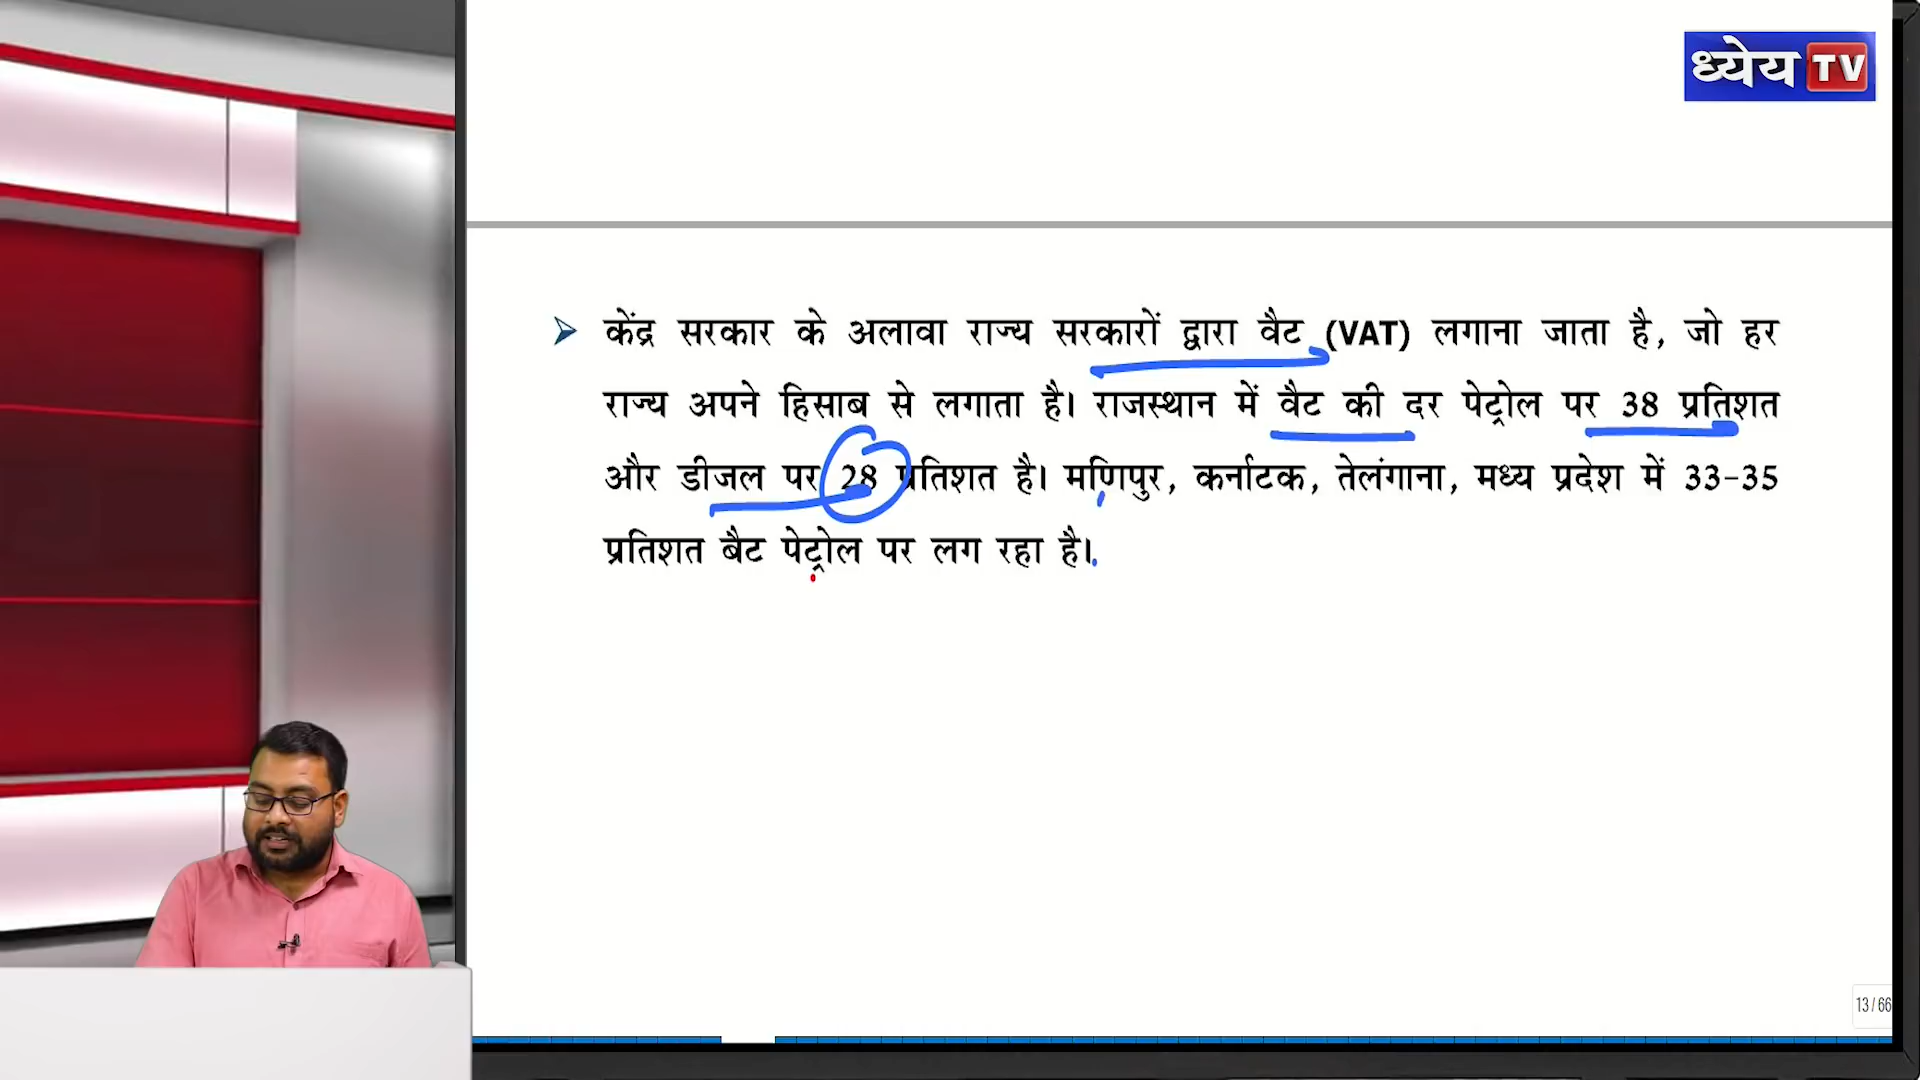 ध्येय TV
➢ केंद्र सरकार के अलावा राज्य सरकारों द्वारा वैट (VAT) लगाना जाता है, जो हर
राज्य अपने हिसाब से लगाता है। राजस्थान में वैट की दर पेट्रोल पर 38 प्रतिशत
और डीजल पर 28 प्रतिशत है। मणिपुर, कर्नाटक, तेलंगाना, मध्य प्रदेश में 33-35
प्रतिशत बैट पेट्रोल पर लग रहा है।
13 / 66